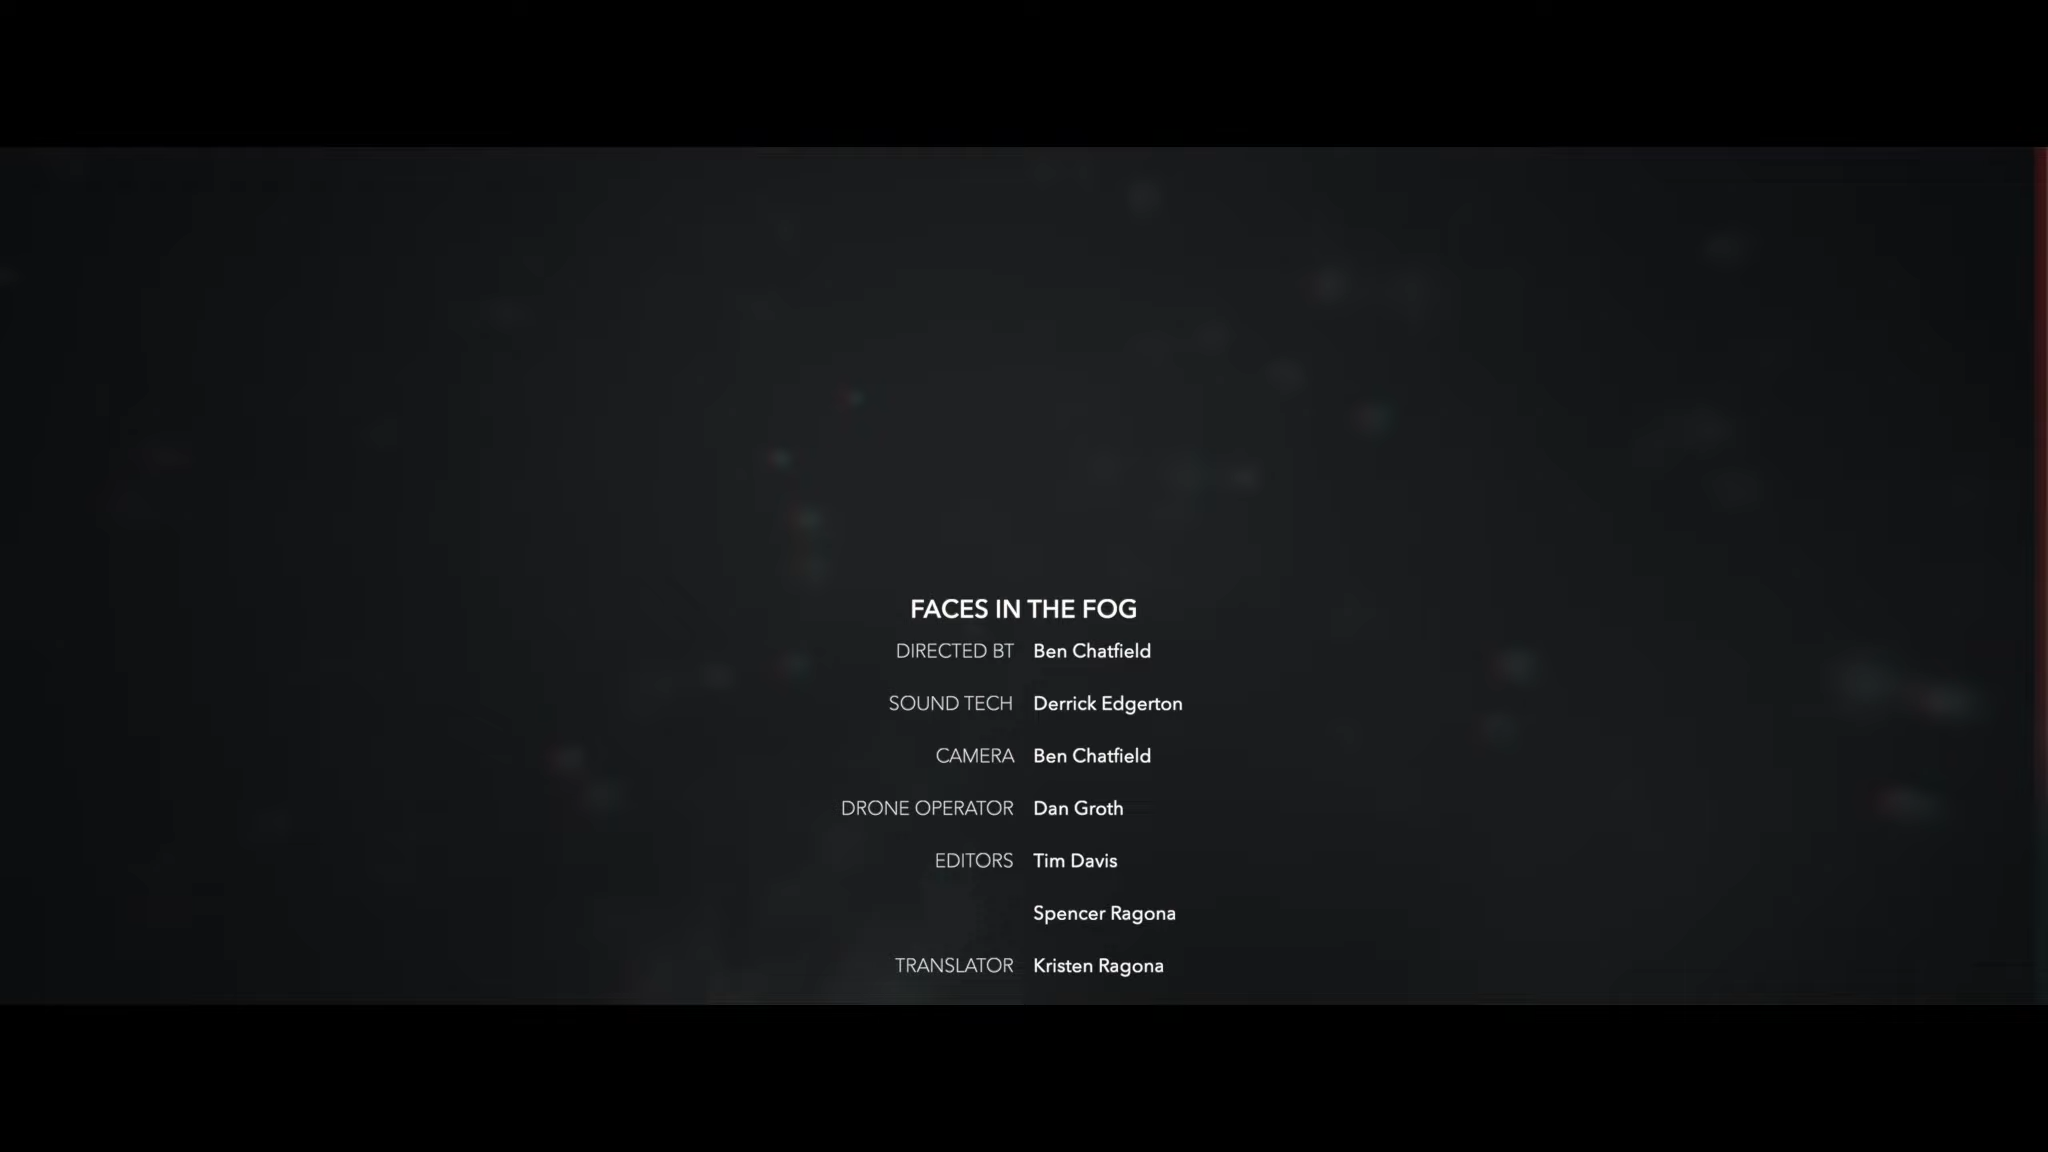 FACES IN THE FOG
DIRECTED BT Ben Chatfield
SOUND TECH Derrick Edgerton
CAMERA Ben Chatfield
DRONE OPERATOR Dan Groth
EDITORS Tim Davis
Spencer Ragona
TRANSLATOR Kristen Ragona